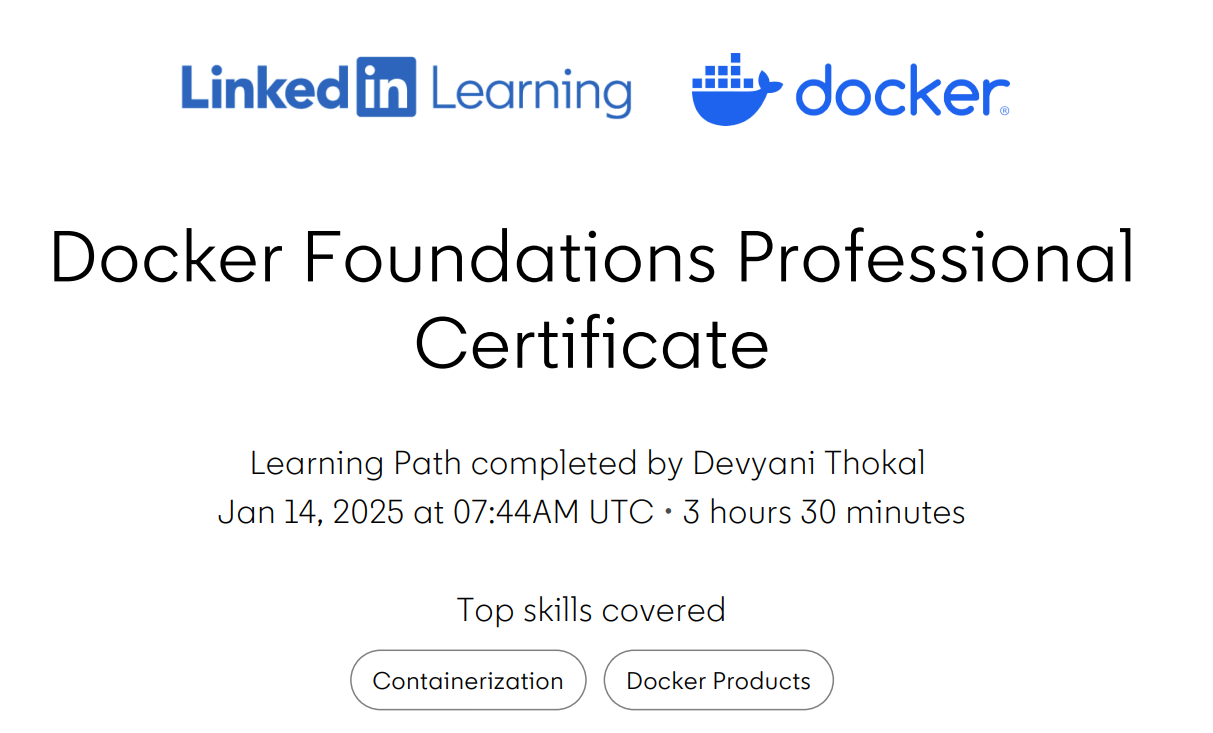 LinkedIn Learning docker®
Docker Foundations Professional
Certificate
Learning Path completed by Devyani Thokal
Jan 14, 2025 at 07:44AM UTC • 3 hours 30 minutes
Top skills covered
Containerization Docker Products